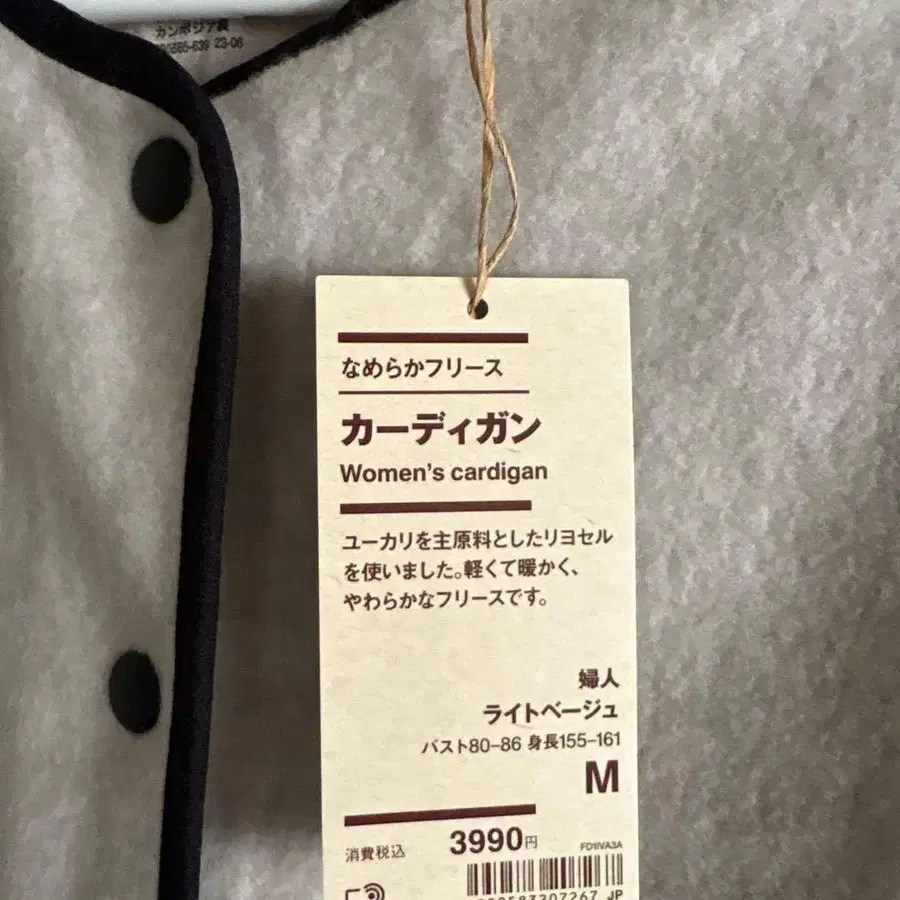 カンボジア製
23-06
なめらかフリース
カーディガン
Women's cardigan
ユーカリを主原料としたリヨセル
を使いました。軽くて暖かく、
やわらかなフリースです。
婦人
ライトベージュ
バスト80-86 身長155-161
M
消費税込 3990円
FD1IVA3A
JP